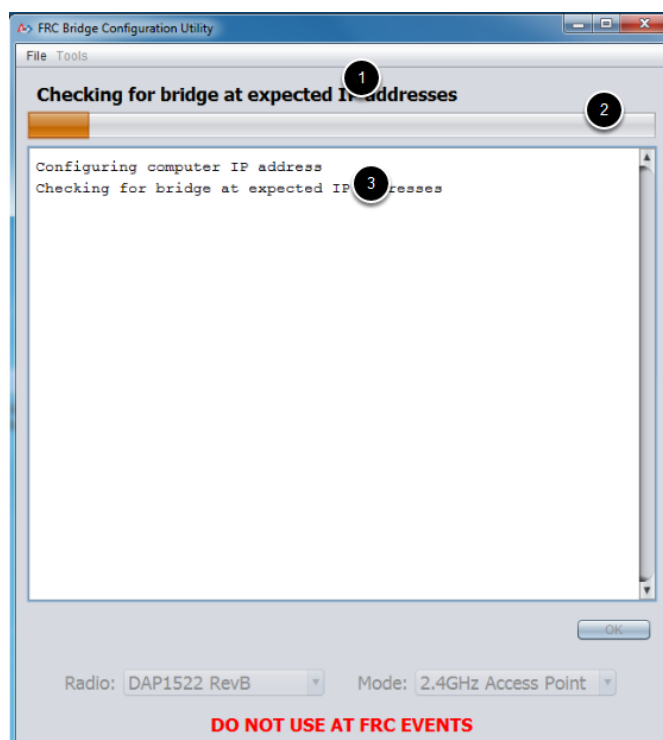 FRC Bridge Configuration Utility
File Tools
1
Checking for bridge at expected IP addresses
2
Configuring computer IP address
Checking for bridge at expected IP resses
3
OK
Radio: DAP1522 RevB Mode: 2.4GHz Access Point
DO NOT USE AT FRC EVENTS